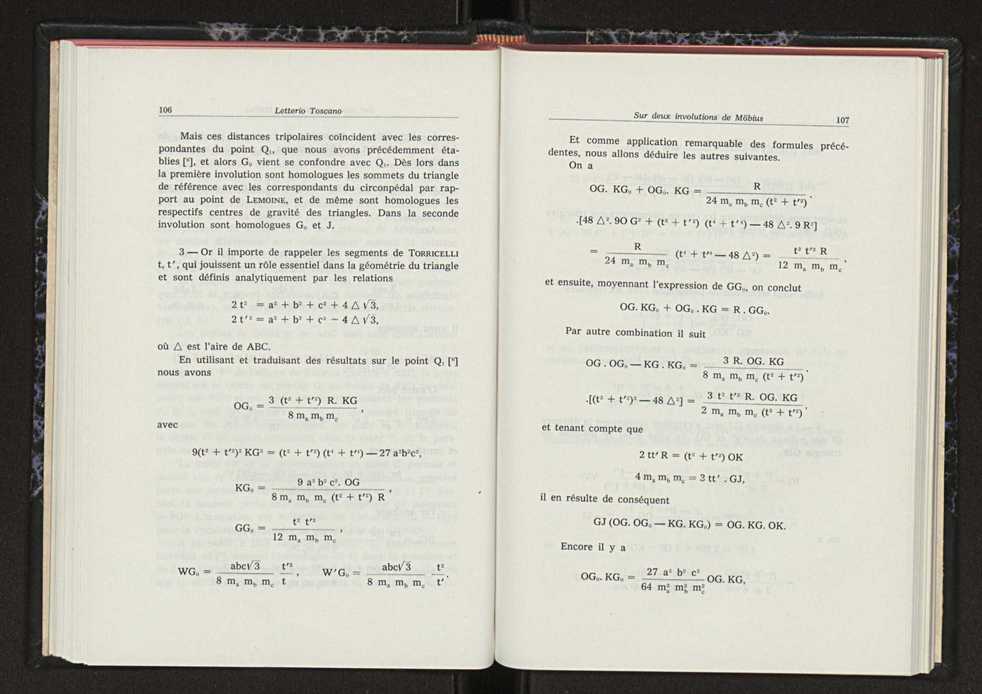 106 Letterio Toscano
Mais ces distances tripolaires coïncident avec les corres-
pondantes du point Q₁, que nous avons précédemment éta-
blies [⁶], et alors G₀ vient se confondre avec Q₁. Dès lors dans
la première involution sont homologues les sommets du triangle
de référence avec les correspondants du circonpédal par rap-
port au point de LEMOINE, et de même sont homologues les
respectifs centres de gravité des triangles. Dans la seconde
involution sont homologues G₀ et J.
3 — Or il importe de rappeler les segments de TORRICELLI
t, t′, qui jouissent un rôle essentiel dans la géométrie du triangle
et sont définis analytiquement par les relations
2 t² = a² + b² + c² + 4 △ √3,
2 t′² = a² + b² + c² − 4 △ √3,
où △ est l'aire de ABC.
En utilisant et traduisant des résultats sur le point Q₁ [⁶]
nous avons
OG₀ = 3 (t² + t′²) R. KG / 8 mₐ m_b m_c ,
avec
9(t² + t′²)² KG² = (t² + t′²) (t⁴ + t′⁴) — 27 a²b²c²,
KG₀ = 9 a² b² c². OG / 8 mₐ m_b m_c (t² + t′²) R ,
GG₀ = t² t′² / 12 mₐ m_b m_c ,
WG₀ = abc√3 / 8 mₐ m_b m_c t′² / t , W′G₀ = abc√3 / 8 mₐ m_b m_c t² / t′ .
Sur deux involutions de Möbius 107
Et comme application remarquable des formules précé-
dentes, nous allons déduire les autres suivantes.
On a
OG. KG₀ + OG₀. KG = R / 24 mₐ m_b m_c (t² + t′²) .
.[48 △². 9O G² + (t² + t′²) (t⁴ + t′⁴) — 48 △². 9 R²]
= R / 24 mₐ m_b m_c (t⁴ + t′⁴ — 48 △²) = t² t′² R / 12 mₐ m_b m_c ,
et ensuite, moyennant l'expression de GG₀, on conclut
OG. KG₀ + OG₀ . KG = R . GG₀.
Par autre combination il suit
OG . OG₀ — KG . KG₀ = 3 R. OG. KG / 8 mₐ m_b m_c (t² + t′²) .
.[(t² + t′²)² — 48 △²] = 3 t² t′² R. OG. KG / 2 mₐ m_b m_c (t² + t′²) ,
et tenant compte que
2 tt′ R = (t² + t′²) OK
4 mₐ m_b m_c = 3 tt′ . GJ,
il en résulte de conséquent
GJ (OG. OG₀ — KG. KG₀) = OG. KG. OK.
Encore il y a
OG₀. KG₀ = 27 a² b² c² / 64 mₐ² m_b² m_c² OG. KG,